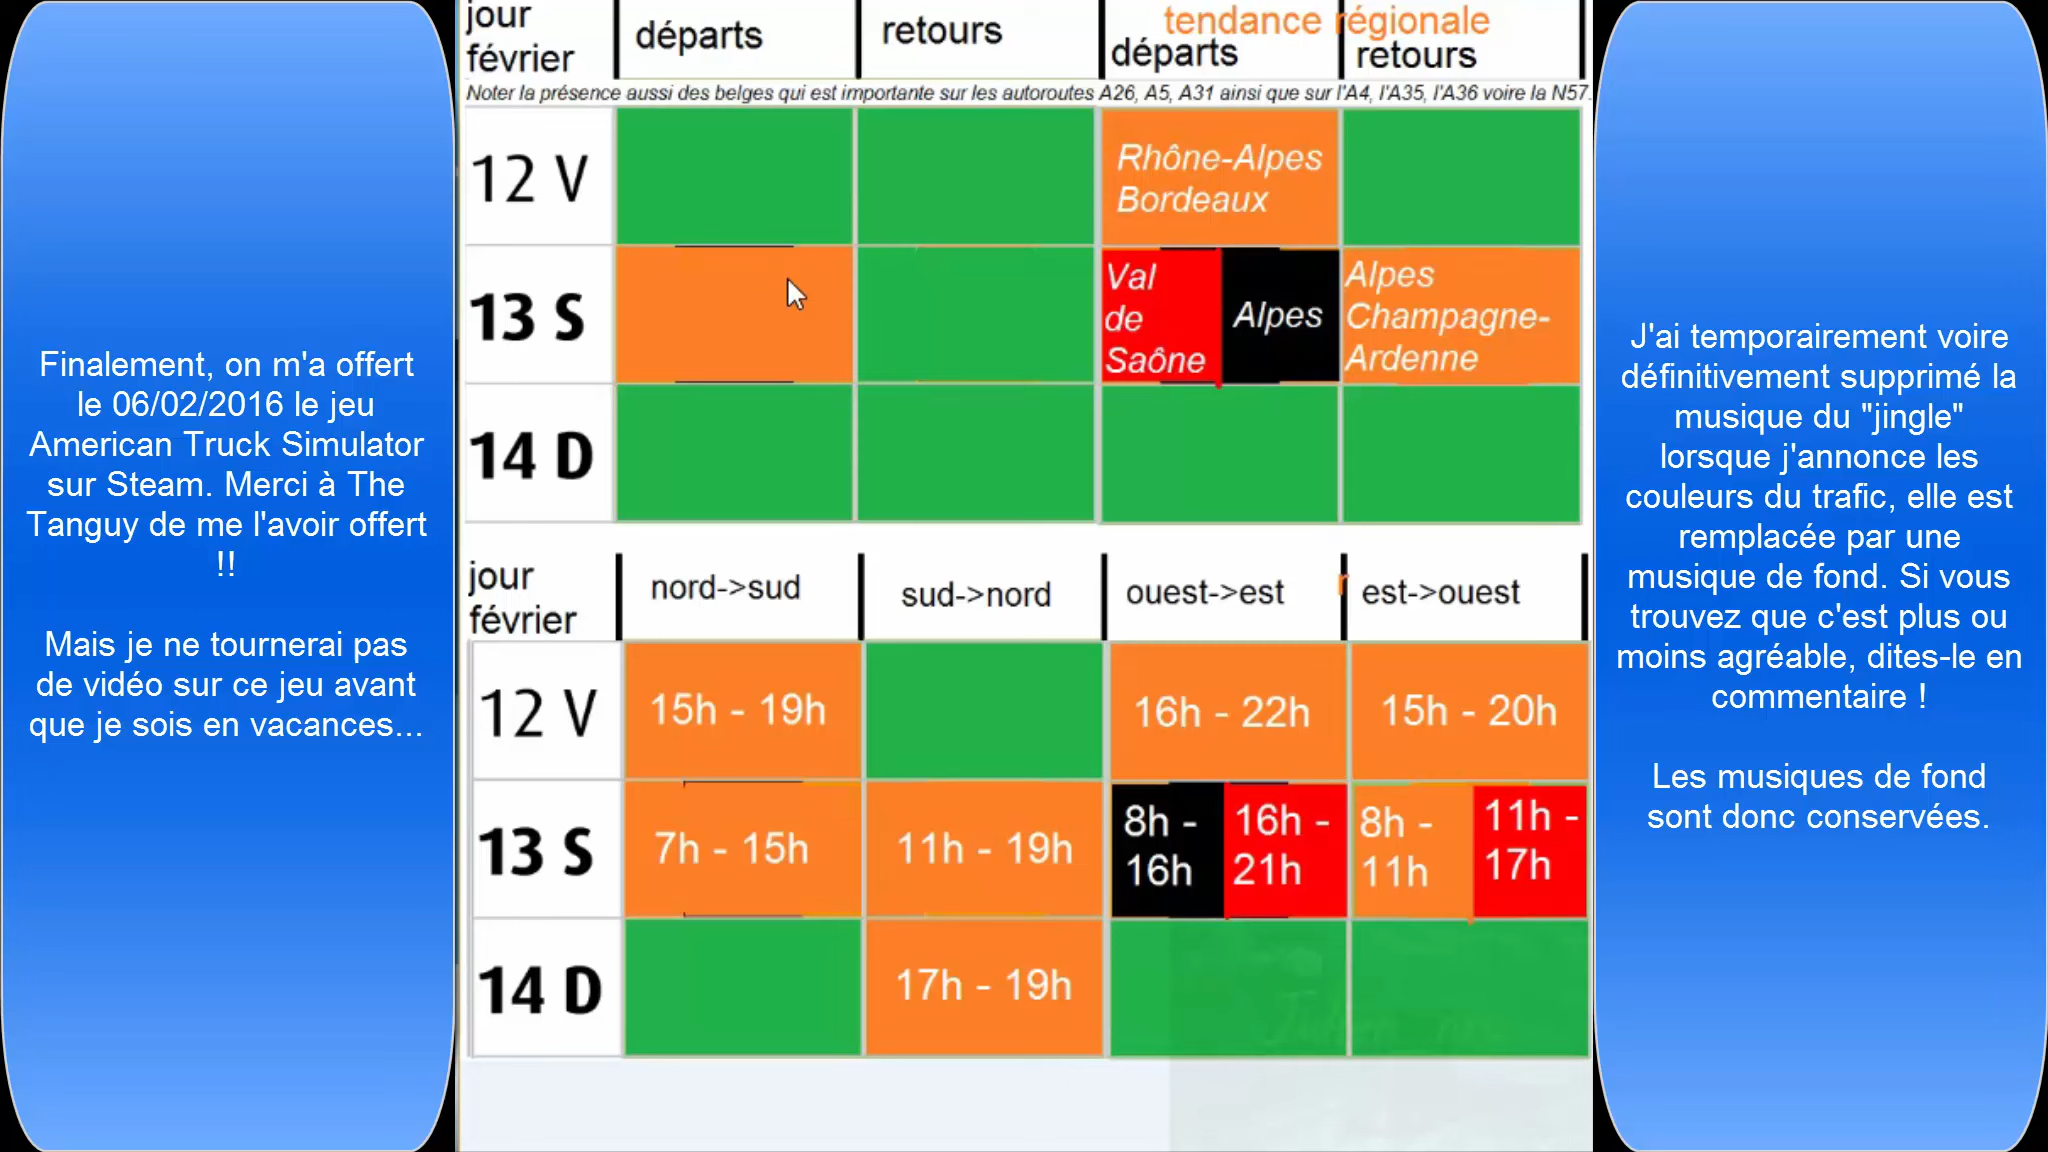 Finalement, on m'a offert
le 06/02/2016 le jeu
American Truck Simulator
sur Steam. Merci à The
Tanguy de me l'avoir offert
!!
Mais je ne tournerai pas
de vidéo sur ce jeu avant
que je sois en vacances...
jour
février
départs
retours
tendance régionale
départs
retours
Noter la présence aussi des belges qui est importante sur les autoroutes A26, A5, A31 ainsi que sur l'A4, l'A35, l'A36 voire la N57.
12 V
Rhône-Alpes
Bordeaux
13 S
Val
de
Saône
Alpes
Alpes
Champagne-
Ardenne
14 D
jour
février
nord->sud
sud->nord
ouest->est
est->ouest
12 V
15h - 19h
16h - 22h
15h - 20h
13 S
7h - 15h
11h - 19h
8h -
16h
16h -
21h
8h -
11h
11h -
17h
14 D
17h - 19h
J'ai temporairement voire
définitivement supprimé la
musique du "jingle"
lorsque j'annonce les
couleurs du trafic, elle est
remplacée par une
musique de fond. Si vous
trouvez que c'est plus ou
moins agréable, dites-le en
commentaire !
Les musiques de fond
sont donc conservées.